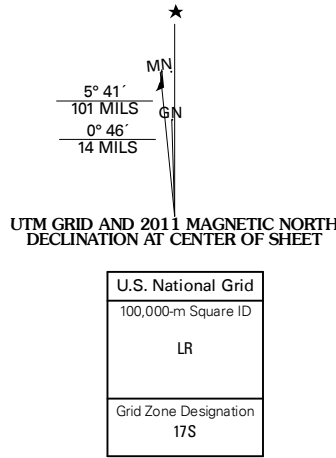 ★
MN
5° 41´
101 MILS
GN
0° 46´
14 MILS
UTM GRID AND 2011 MAGNETIC NORTH
DECLINATION AT CENTER OF SHEET
U.S. National Grid
100,000-m Square ID
LR
Grid Zone Designation
17S